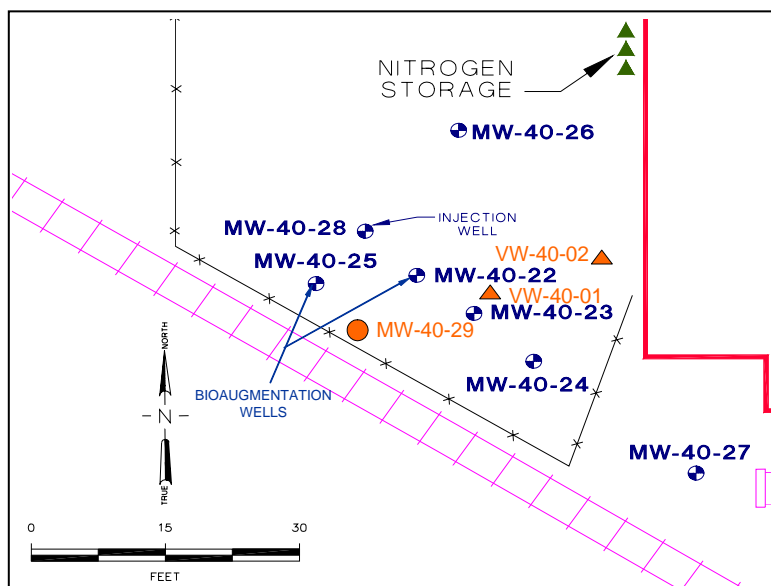 NITROGEN
STORAGE
MW-40-26
MW-40-28
INJECTION
WELL
MW-40-25
VW-40-02
MW-40-22
VW-40-01
MW-40-23
MW-40-29
MW-40-24
BIOAUGMENTATION
WELLS
MW-40-27
NORTH
N
TRUE
0 15 30
FEET